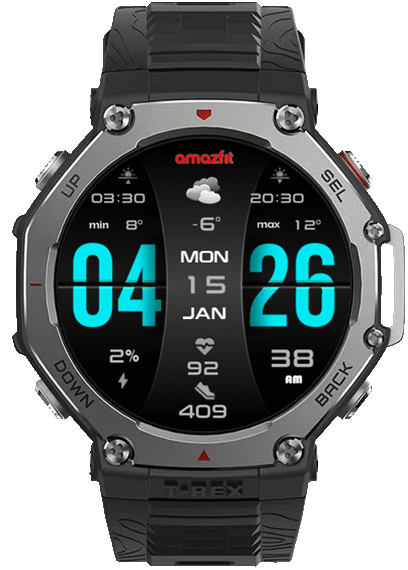 amazfit
UP
SEL
03:30
20:30
min 8°
-6°
max 12°
MON
04
15
26
JAN
2%
92
38
AM
409
DOWN
BACK
T-REX